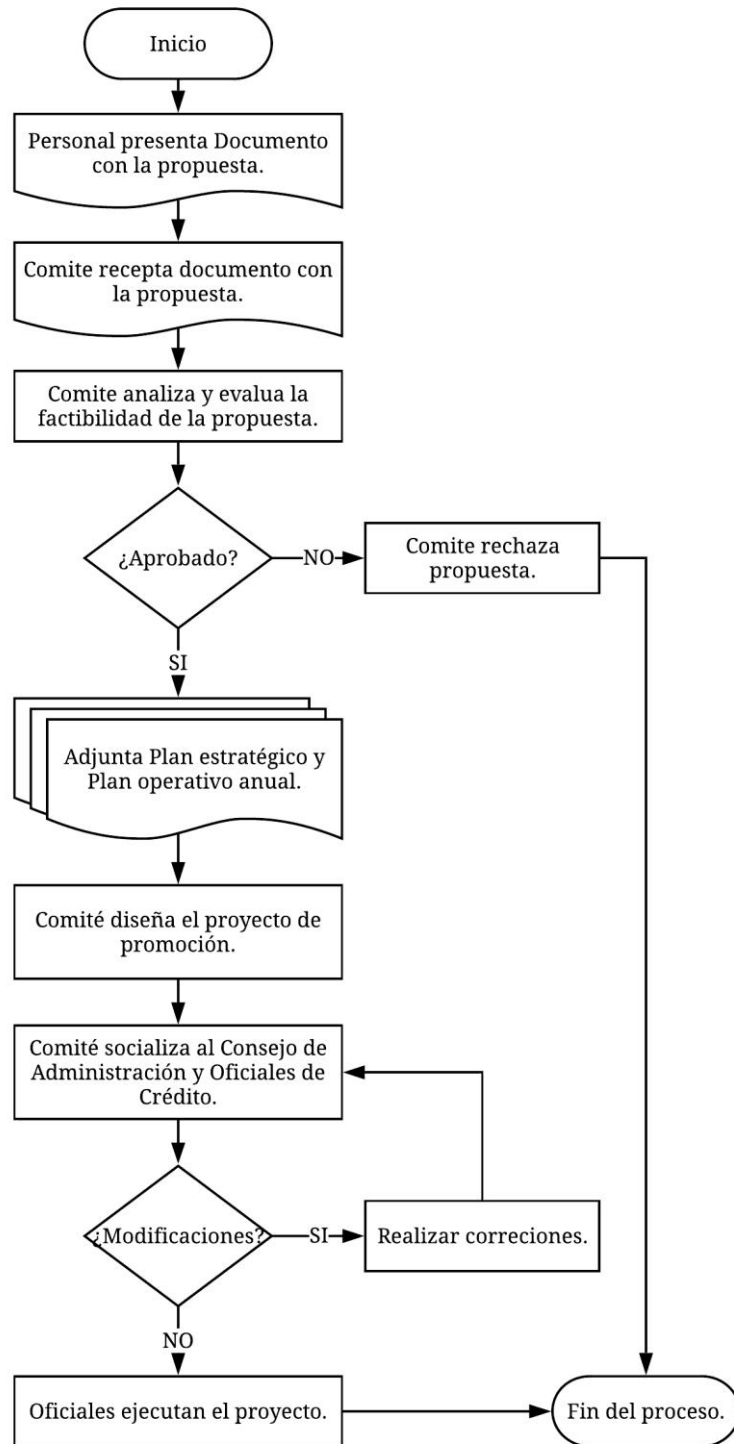 Inicio
Personal presenta Documento
con la propuesta.
Comite recepta documento con
la propuesta.
Comite analiza y evalua la
factibilidad de la propuesta.
¿Aprobado?
NO
Comite rechaza
propuesta.
SI
Adjunta Plan estratégico y
Plan operativo anual.
Comité diseña el proyecto de
promoción.
Comité socializa al Consejo de
Administración y Oficiales de
Crédito.
¿Modificaciones?
SI
Realizar correciones.
NO
Oficiales ejecutan el proyecto.
Fin del proceso.